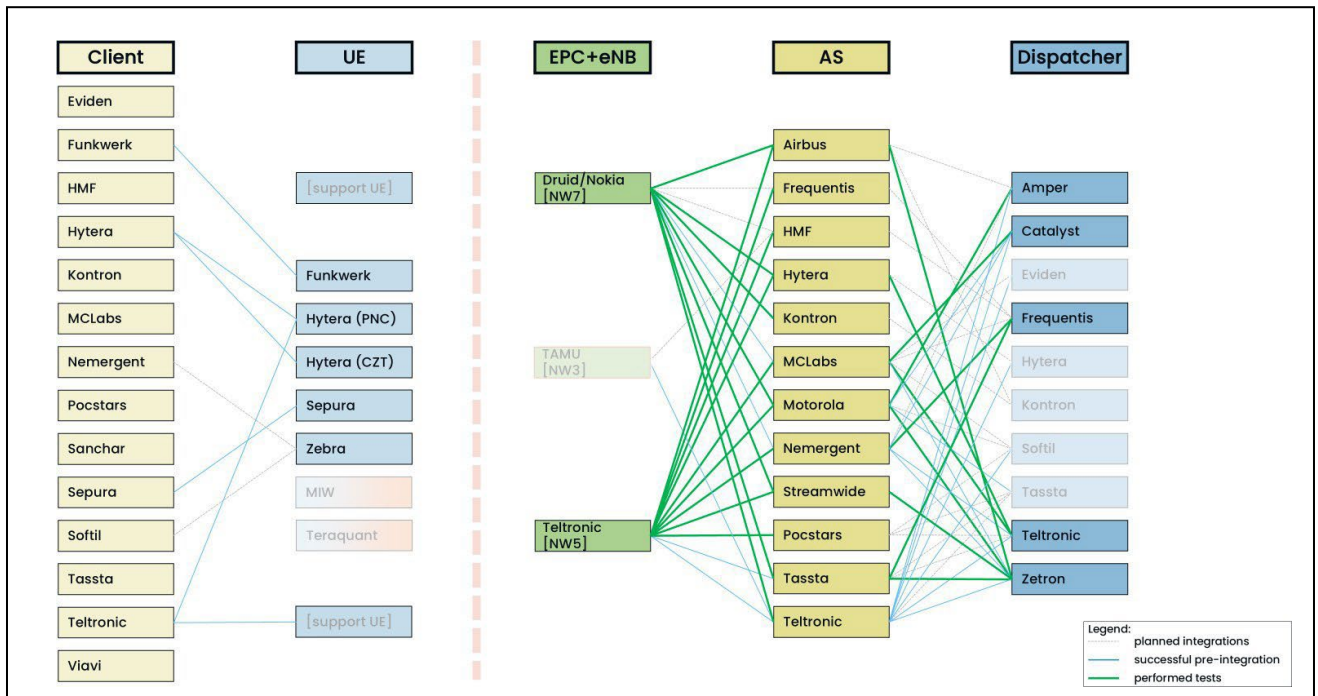 Client
UE
EPC+eNB
AS
Dispatcher
Eviden
Funkwerk
HMF
Hytera
Kontron
MCLabs
Nemergent
Pocstars
Sanchar
Sepura
Softil
Tassta
Teltronic
Viavi
[support UE]
Funkwerk
Hytera (PNC)
Hytera (CZT)
Sepura
Zebra
MIW
Teraquant
[support UE]
Druid/Nokia
[NW7]
TAMU
[NW3]
Teltronic
[NW5]
Airbus
Frequentis
HMF
Hytera
Kontron
MCLabs
Motorola
Nemergent
Streamwide
Pocstars
Tassta
Teltronic
Amper
Catalyst
Eviden
Frequentis
Hytera
Kontron
Softil
Tassta
Teltronic
Zetron
Legend:
planned integrations
successful pre-integration
performed tests